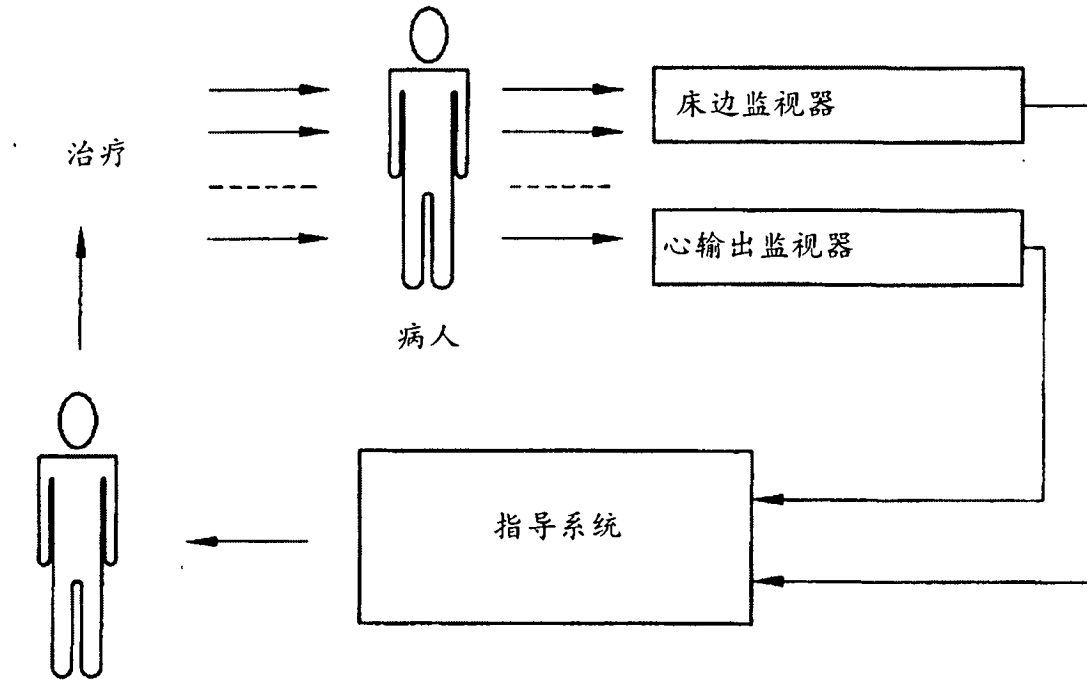 床边监视器
治疗
心输出监视器
病人
指导系统